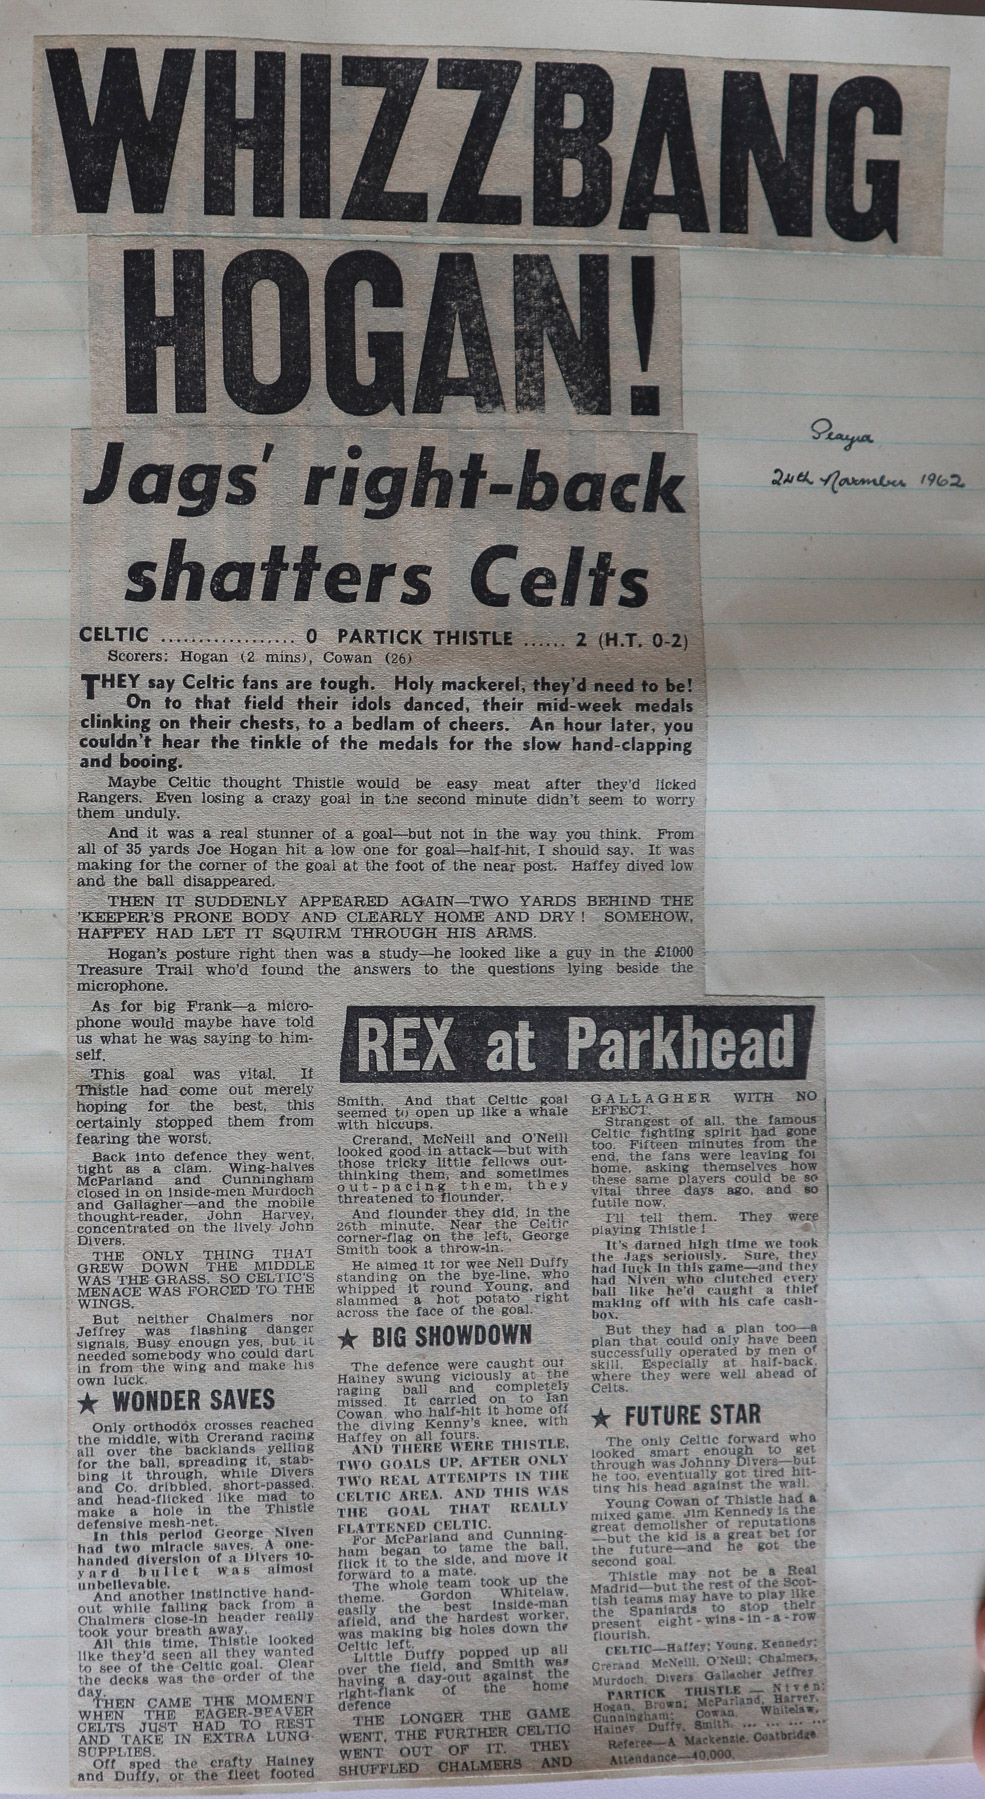 WHIZZBANG
HOGAN!
Jags' right-back
shatters Celts
24th November 1962
CELTIC .................. 0 PARTICK THISTLE ...... 2 (H.T. 0-2)
Scorers: Hogan (2 mins), Cowan (26)
THEY say Celtic fans are tough. Holy mackerel, they'd need to be!
On to that field their idols danced, their mid-week medals
clinking on their chests, to a bedlam of cheers. An hour later, you
couldn't hear the tinkle of the medals for the slow hand-clapping
and booing.
Maybe Celtic thought Thistle would be easy meat after they'd licked
Rangers. Even losing a crazy goal in the second minute didn't seem to worry
them unduly.
And it was a real stunner of a goal—but not in the way you think. From
all of 35 yards Joe Hogan hit a low one for goal—half-hit, I should say. It was
making for the corner of the goal at the foot of the near post. Haffey dived low
and the ball disappeared.
THEN IT SUDDENLY APPEARED AGAIN—TWO YARDS BEHIND THE
'KEEPER'S PRONE BODY AND CLEARLY HOME AND DRY! SOMEHOW,
HAFFEY HAD LET IT SQUIRM THROUGH HIS ARMS.
Hogan's posture right then was a study—he looked like a guy in the £1000
Treasure Trail who'd found the answers to the questions lying beside the
microphone.
As for big Frank—a micro-
phone would maybe have told
us what he was saying to him-
self.
This goal was vital. If
Thistle had come out merely
hoping for the best, this
certainly stopped them from
fearing the worst.
Back into defence they went,
tight as a clam. Wing-halves
McParland and Cunningham
closed in on inside-men Murdoch
and Gallagher—and the mobile
thought-reader, John Harvey,
concentrated on the lively John
Divers.
THE ONLY THING THAT
GREW DOWN THE MIDDLE
WAS THE GRASS. SO CELTIC'S
MENACE WAS FORCED TO THE
WINGS.
But neither Chalmers nor
Jeffrey was flashing danger
signals. Busy enough yes, but it
needed somebody who could dart
in from the wing and make his
own luck.
★ WONDER SAVES
Only orthodox crosses reached
the middle, with Crerand racing
all over the backlands yelling
for the ball, spreading it, stab-
bing it through, while Divers
and Co. dribbled, short-passed,
and head-flicked like mad to
make a hole in the Thistle
defensive mesh-net.
In this period George Niven
had two miracle saves. A one-
handed diversion of a Divers 10-
yard bullet was almost
unbelievable.
And another instinctive hand-
out while falling back from a
Chalmers close-in header really
took your breath away.
All this time, Thistle looked
like they'd seen all they wanted
to see of the Celtic goal. Clear
the decks was the order of the
day.
THEN CAME THE MOMENT
WHEN THE EAGER-BEAVER
CELTS JUST HAD TO REST
AND TAKE IN EXTRA LUNG-
SUPPLIES.
Off sped the crafty Hainey
and Duffy, or the fleet footed
REX at Parkhead
Smith. And that Celtic goal
seemed to open up like a whale
with hiccups.
Crerand, McNeill and O'Neill
looked good in attack—but with
those tricky little fellows out-
thinking them, and sometimes
out-pacing them, they
threatened to flounder.
And flounder they did, in the
26th minute. Near the Celtic
corner-flag on the left, George
Smith took a throw-in.
He aimed it for wee Neil Duffy
standing on the bye-line, who
whipped it round Young, and
slammed a hot potato right
across the face of the goal.
★ BIG SHOWDOWN
The defence were caught out
Hainey swung viciously at the
raging ball and completely
missed. It carried on to Ian
Cowan, who half-hit it home off
the diving Kenny's knee, with
Haffey on all fours.
AND THERE WERE THISTLE,
TWO GOALS UP, AFTER ONLY
TWO REAL ATTEMPTS IN THE
CELTIC AREA. AND THIS WAS
THE GOAL THAT REALLY
FLATTENED CELTIC.
For McParland and Cunning-
ham began to tame the ball,
flick it to the side, and move it
forward to a mate.
The whole team took up the
theme. Gordon Whitelaw,
easily the best inside-man
afield, and the hardest worker,
was making big holes down the
Celtic left.
Little Duffy popped up all
over the field, and Smith was
having a day-out against the
right-flank of the home
defence
THE LONGER THE GAME
WENT, THE FURTHER CELTIC
WENT OUT OF IT. THEY
SHUFFLED CHALMERS AND
GALLAGHER WITH NO
EFFECT.
Strangest of all, the famous
Celtic fighting spirit had gone
too. Fifteen minutes from the
end, the fans were leaving for
home, asking themselves how
these same players could be so
vital three days ago, and so
futile now.
I'll tell them. They were
playing Thistle!
It's darned high time we took
the Jags seriously. Sure, they
had luck in this game—and they
had Niven who clutched every
ball like he'd caught a thief
making off with his cafe cash-
box.
But they had a plan too—a
plan that could only have been
successfully operated by men of
skill. Especially at half-back,
where they were well ahead of
Celts.
★ FUTURE STAR
The only Celtic forward who
looked smart enough to get
through was Johnny Divers—but
he too, eventually got tired hit-
ting his head against the wall.
Young Cowan of Thistle had a
mixed game. Jim Kennedy is the
great demolisher of reputations
—but the kid is a great bet for
the future—and he got the
second goal.
Thistle may not be a Real
Madrid—but the rest of the Scot-
tish teams may have to play like
the Spaniards to stop their
present eight-wins-in-a-row
flourish.
CELTIC—Haffey; Young, Kennedy;
Crerand McNeill, O'Neill; Chalmers,
Murdoch, Divers Gallacher Jeffrey
PARTICK THISTLE — Niven;
Hogan, Brown; McParland, Harvey,
Cunningham; Cowan, Whitelaw,
Hainey Duffy, Smith. ... ... ... ...
Referee—A Mackenzie, Coatbridge
Attendance—40,000.